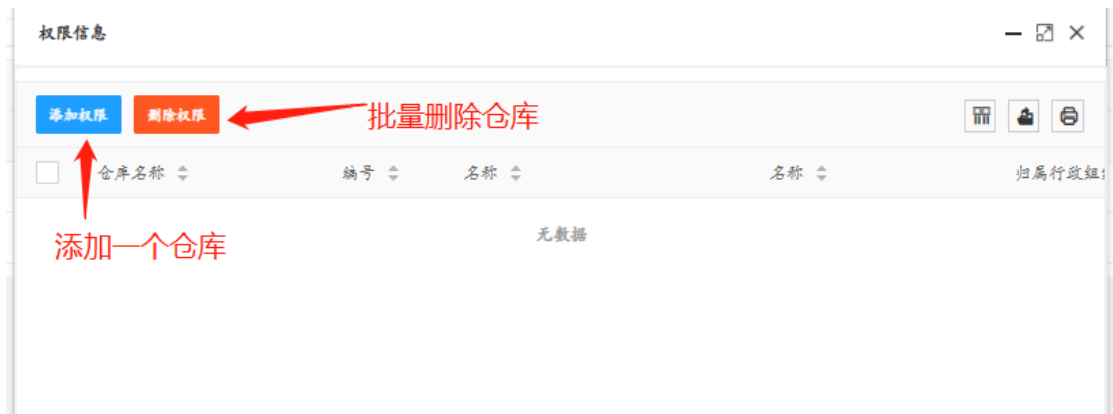 权限信息
添加权限 删除权限 批量删除仓库
仓库名称 编号 名称 名称 归属行政组
添加一个仓库 无数据